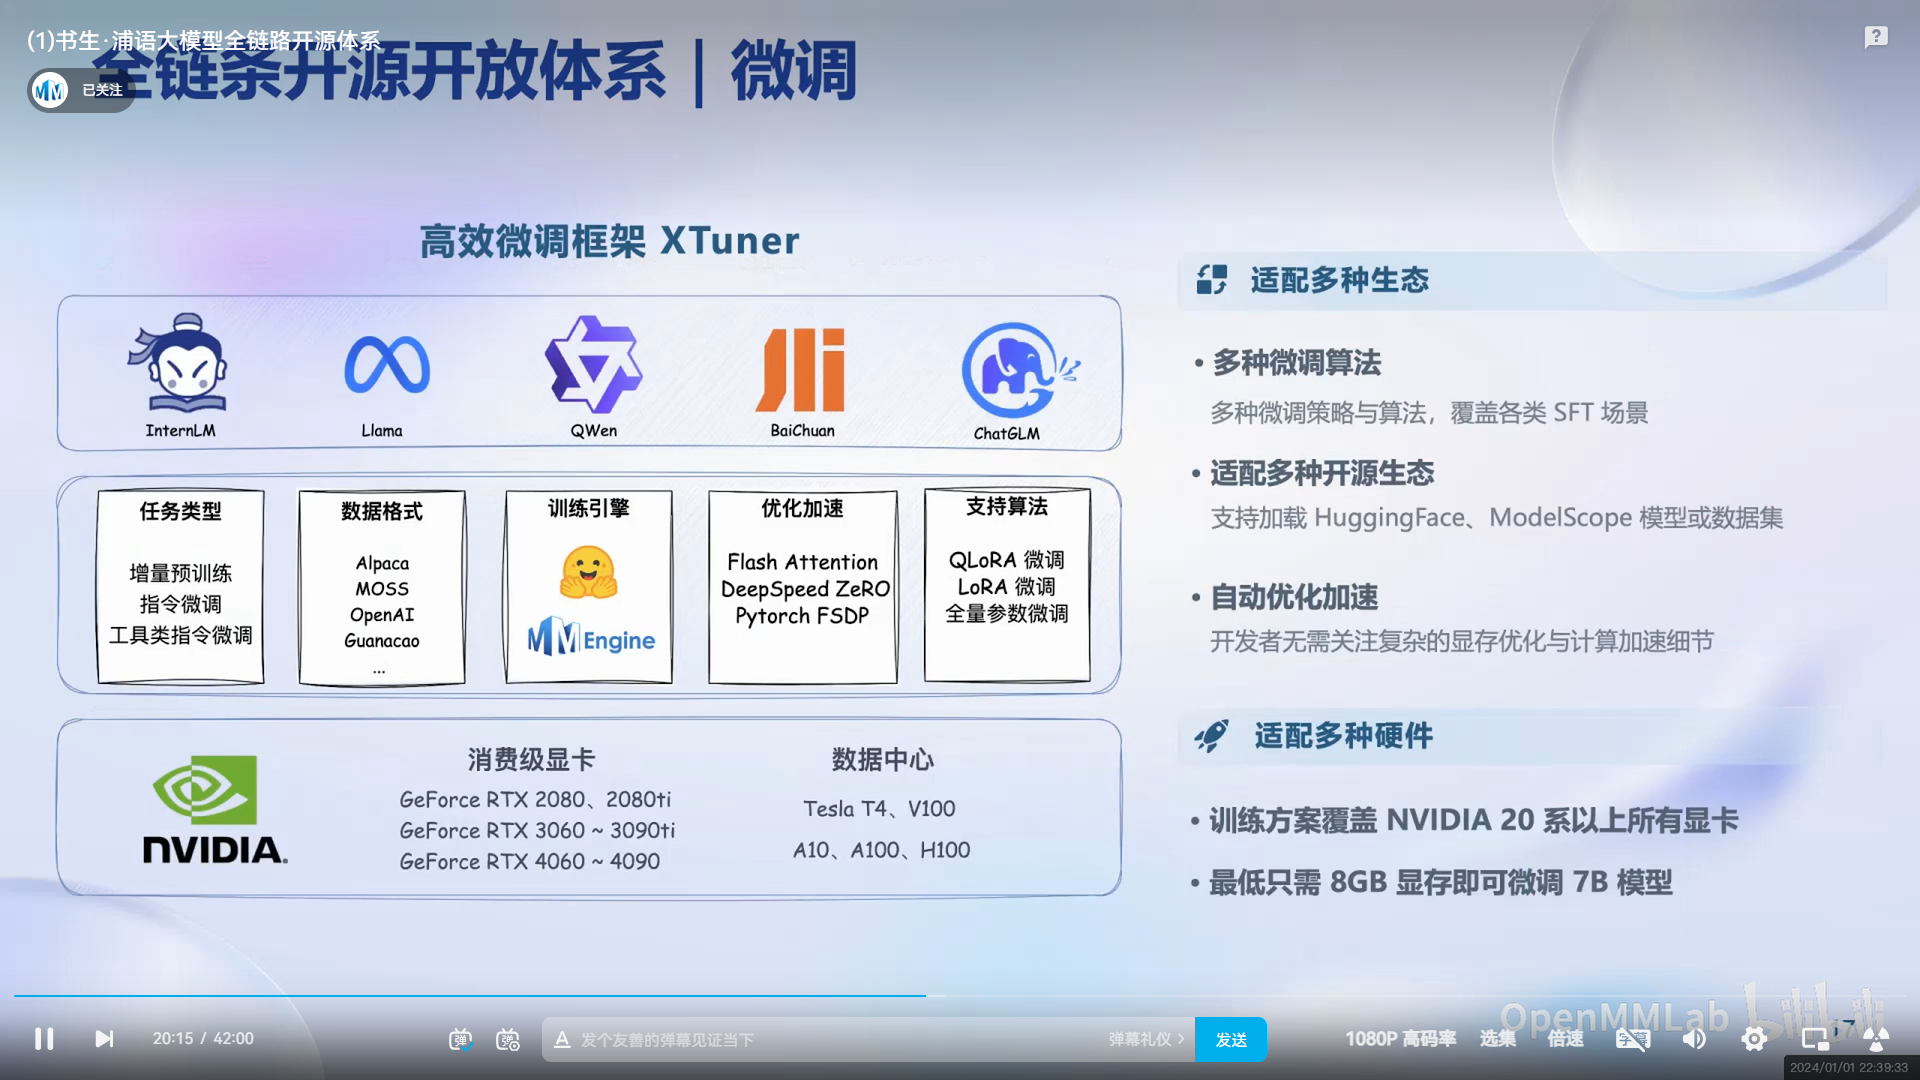 (1)书生·浦语大模型全链路开源体系
全链条开源开放体系 | 微调
已关注
高效微调框架 XTuner
InternLM
Llama
QWen
BaiChuan
ChatGLM
任务类型
增量预训练
指令微调
工具类指令微调
数据格式
Alpaca
MOSS
OpenAI
Guanacao
...
训练引擎
MMEngine
优化加速
Flash Attention
DeepSpeed ZeRO
Pytorch FSDP
支持算法
QLoRA 微调
LoRA 微调
全量参数微调
NVIDIA.
消费级显卡
GeForce RTX 2080、2080ti
GeForce RTX 3060 ~ 3090ti
GeForce RTX 4060 ~ 4090
数据中心
Tesla T4、V100
A10、A100、H100
适配多种生态
• 多种微调算法
多种微调策略与算法，覆盖各类 SFT 场景
• 适配多种开源生态
支持加载 HuggingFace、ModelScope 模型或数据集
• 自动优化加速
开发者无需关注复杂的显存优化与计算加速细节
适配多种硬件
• 训练方案覆盖 NVIDIA 20 系以上所有显卡
• 最低只需 8GB 显存即可微调 7B 模型
OpenMMLab bilibili
20:15 / 42:00
弹
弹
A 发个友善的弹幕见证当下
弹幕礼仪 >
发送
1080P 高码率
选集
倍速
字幕
17
2024/01/01 22:39:33